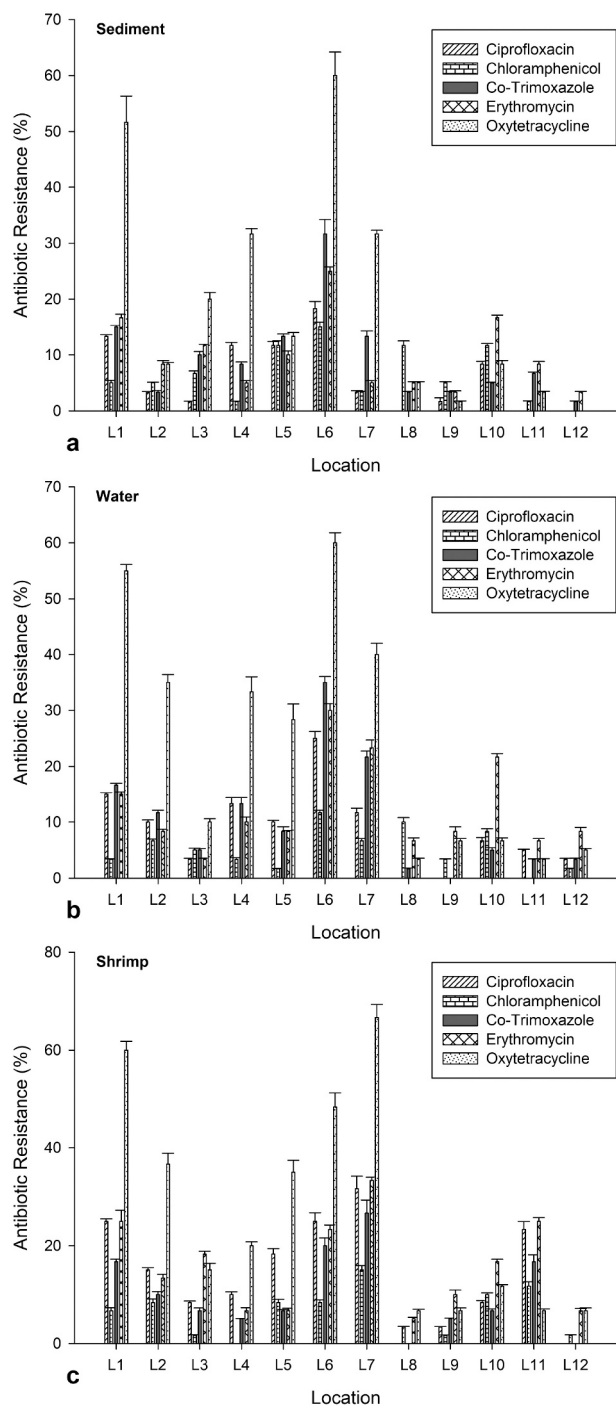 70
Sediment
Ciprofloxacin
60
Chloramphenicol
Co-Trimoxazole
Erythromycin
50
Oxytetracycline
40
30
20
10
0
Antibiotic Resistance (%)
L1 L2 L3 L4 L5 L6 L7 L8 L9 L10 L11 L12
a
Location
70
Water
Ciprofloxacin
60
Chloramphenicol
Co-Trimoxazole
Erythromycin
50
Oxytetracycline
40
30
20
10
0
Antibiotic Resistance (%)
L1 L2 L3 L4 L5 L6 L7 L8 L9 L10 L11 L12
b
Location
80
Shrimp
Ciprofloxacin
Chloramphenicol
Co-Trimoxazole
60
Erythromycin
Oxytetracycline
40
20
0
Antibiotic Resistance (%)
L1 L2 L3 L4 L5 L6 L7 L8 L9 L10 L11 L12
c
Location